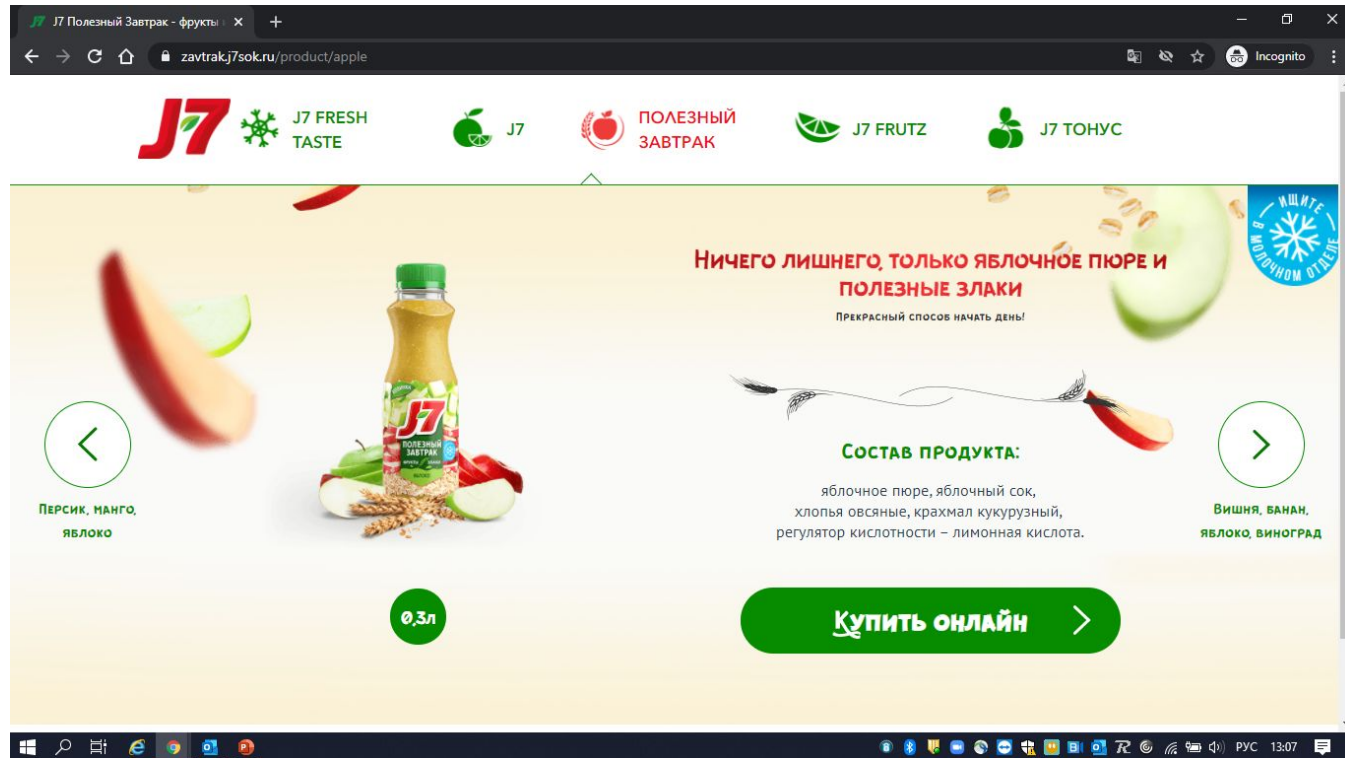 J7 Полезный Завтрак - фрукты
zavtrak.j7sok.ru/product/apple
Incognito
J7
J7 FRESH
TASTE
J7
ПОЛЕЗНЫЙ
ЗАВТРАК
J7 FRUTZ
J7 ТОНУС
ИЩИТЕ
В МОЛОЧНОМ ОТДЕЛЕ
Ничего лишнего, только яблочное пюре и
полезные злаки
Прекрасный способ начать день!
J7
ПОЛЕЗНЫЙ
ЗАВТРАК
ЯБЛОКО
Состав продукта:
яблочное пюре, яблочный сок,
хлопья овсяные, крахмал кукурузный,
регулятор кислотности – лимонная кислота.
Персик, манго,
яблоко
Вишня, банан,
яблоко, виноград
0,3л
Купить онлайн
РУС 13:07